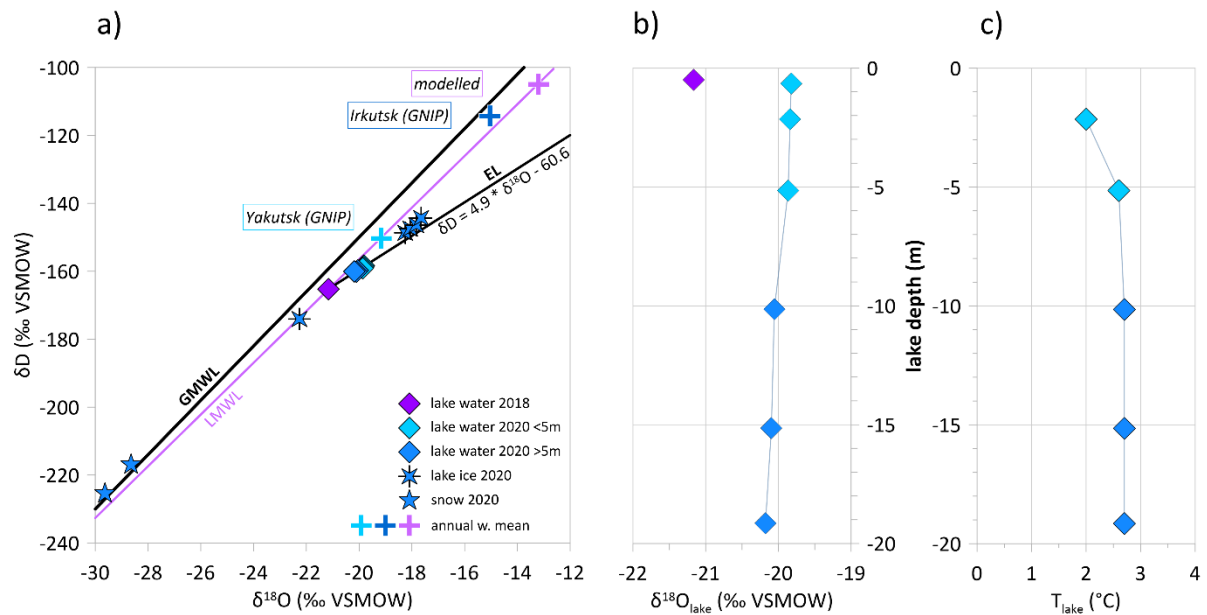 a)
b)
c)
-100
-120
-140
-160
-180
-200
-220
-240
-30
-28
-26
-24
-22
-20
-18
-16
-14
-12
δD (‰ VSMOW)
δ¹⁸O (‰ VSMOW)
modelled
Irkutsk (GNIP)
Yakutsk (GNIP)
EL
δD = 4.9 * δ¹⁸O - 60.6
GMWL
LMWL
lake water 2018
lake water 2020 <5m
lake water 2020 >5m
lake ice 2020
snow 2020
annual w. mean
0
-5
-10
-15
-20
-22
-21
-20
-19
δ¹⁸Olake (‰ VSMOW)
lake depth (m)
0
-5
-10
-15
-20
0
1
2
3
4
Tlake (°C)